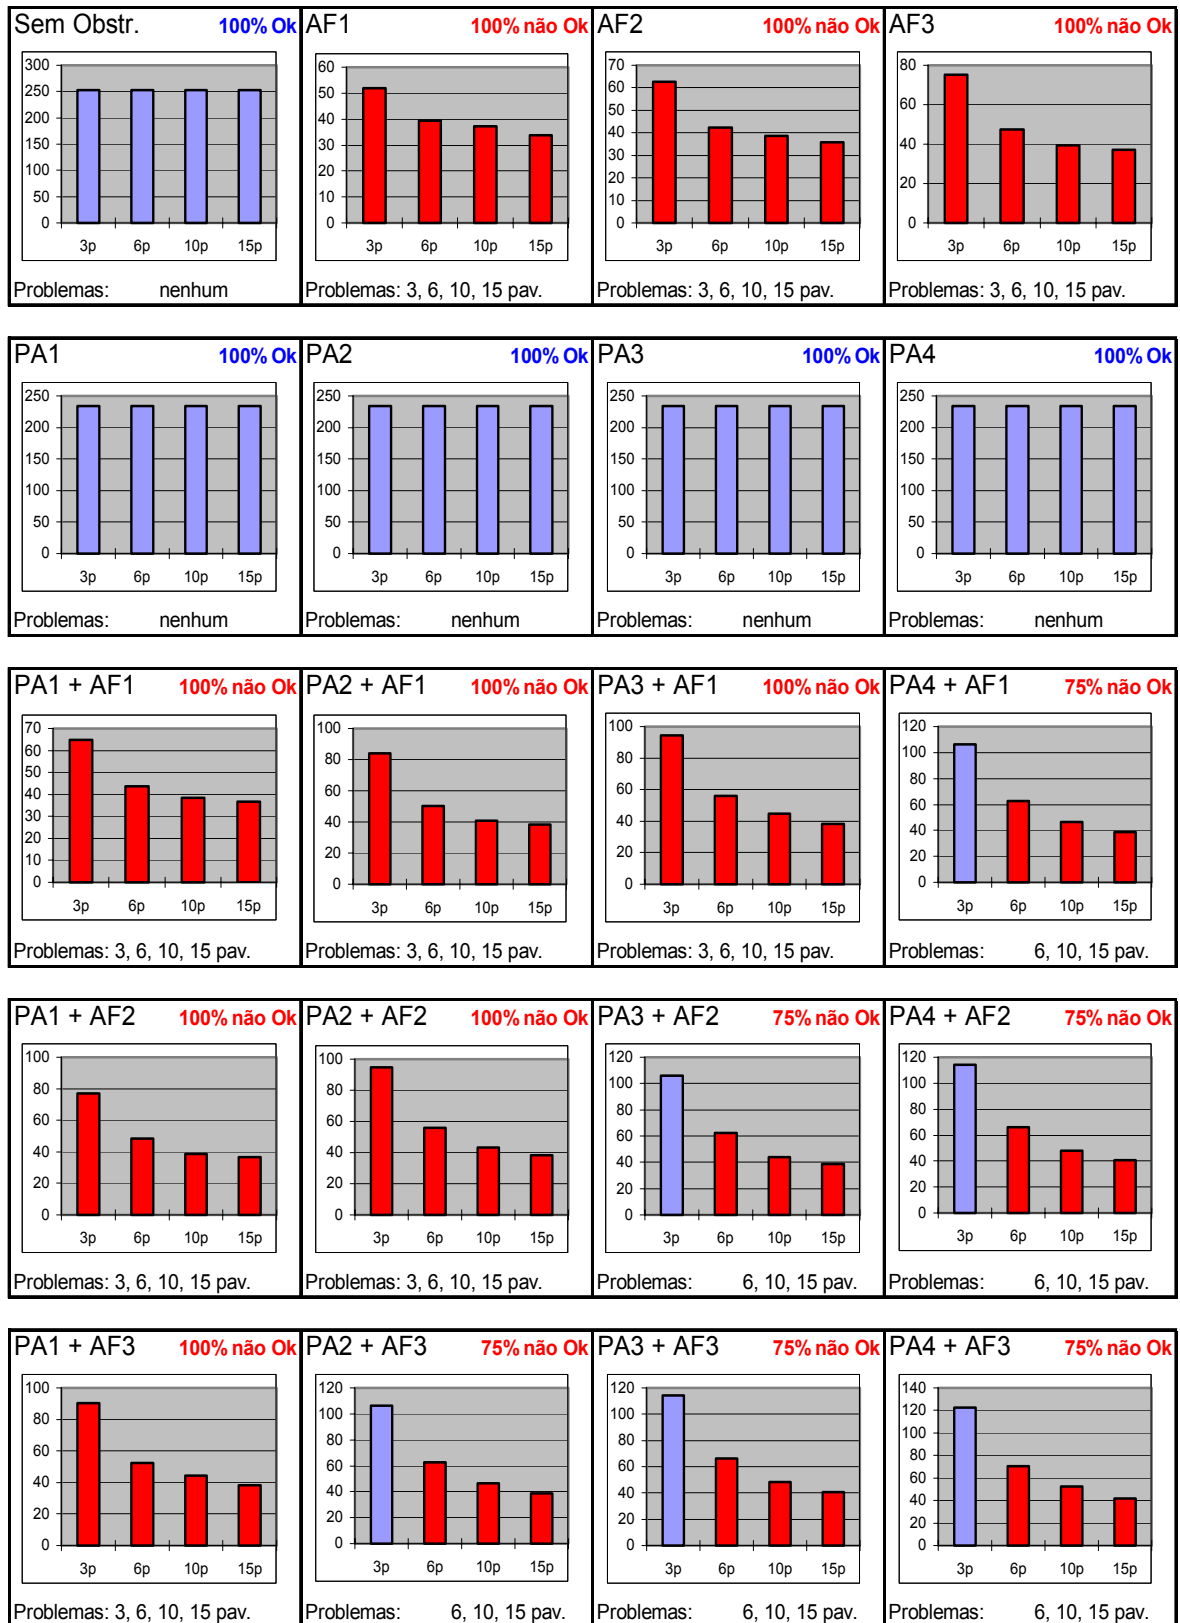 Sem Obstr. 100% Ok
300
250
200
150
100
50
0
3p 6p 10p 15p
Problemas: nenhum
AF1 100% não Ok
60
50
40
30
20
10
0
3p 6p 10p 15p
Problemas: 3, 6, 10, 15 pav.
AF2 100% não Ok
70
60
50
40
30
20
10
0
3p 6p 10p 15p
Problemas: 3, 6, 10, 15 pav.
AF3 100% não Ok
80
60
40
20
0
3p 6p 10p 15p
Problemas: 3, 6, 10, 15 pav.
PA1 100% Ok
250
200
150
100
50
0
3p 6p 10p 15p
Problemas: nenhum
PA2 100% Ok
250
200
150
100
50
0
3p 6p 10p 15p
Problemas: nenhum
PA3 100% Ok
250
200
150
100
50
0
3p 6p 10p 15p
Problemas: nenhum
PA4 100% Ok
250
200
150
100
50
0
3p 6p 10p 15p
Problemas: nenhum
PA1 + AF1 100% não Ok
70
60
50
40
30
20
10
0
3p 6p 10p 15p
Problemas: 3, 6, 10, 15 pav.
PA2 + AF1 100% não Ok
100
80
60
40
20
0
3p 6p 10p 15p
Problemas: 3, 6, 10, 15 pav.
PA3 + AF1 100% não Ok
100
80
60
40
20
0
3p 6p 10p 15p
Problemas: 3, 6, 10, 15 pav.
PA4 + AF1 75% não Ok
120
100
80
60
40
20
0
3p 6p 10p 15p
Problemas: 6, 10, 15 pav.
PA1 + AF2 100% não Ok
100
80
60
40
20
0
3p 6p 10p 15p
Problemas: 3, 6, 10, 15 pav.
PA2 + AF2 100% não Ok
100
80
60
40
20
0
3p 6p 10p 15p
Problemas: 3, 6, 10, 15 pav.
PA3 + AF2 75% não Ok
120
100
80
60
40
20
0
3p 6p 10p 15p
Problemas: 6, 10, 15 pav.
PA4 + AF2 75% não Ok
120
100
80
60
40
20
0
3p 6p 10p 15p
Problemas: 6, 10, 15 pav.
PA1 + AF3 100% não Ok
100
80
60
40
20
0
3p 6p 10p 15p
Problemas: 3, 6, 10, 15 pav.
PA2 + AF3 75% não Ok
120
100
80
60
40
20
0
3p 6p 10p 15p
Problemas: 6, 10, 15 pav.
PA3 + AF3 75% não Ok
120
100
80
60
40
20
0
3p 6p 10p 15p
Problemas: 6, 10, 15 pav.
PA4 + AF3 75% não Ok
140
120
100
80
60
40
20
0
3p 6p 10p 15p
Problemas: 6, 10, 15 pav.